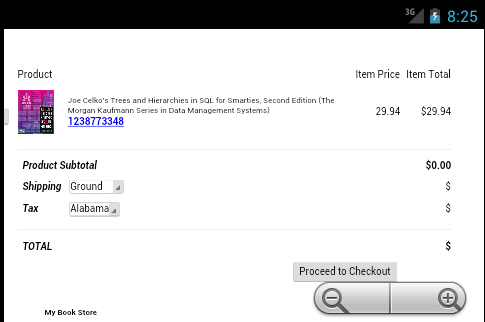 3G 8:25
Product Item Price Item Total
Joe Celko's Trees and Hierarchies in SQL for Smarties, Second Edition (The
Morgan Kaufmann Series in Data Management Systems)
1238773348
29.94 $29.94
Product Subtotal $0.00
Shipping Ground $
Tax Alabama $
TOTAL $
Proceed to Checkout
My Book Store